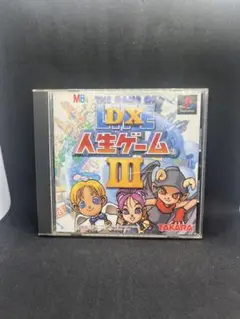 MB
THE GAME OF
LIFE
DX
人生ゲーム
III
TAKARA